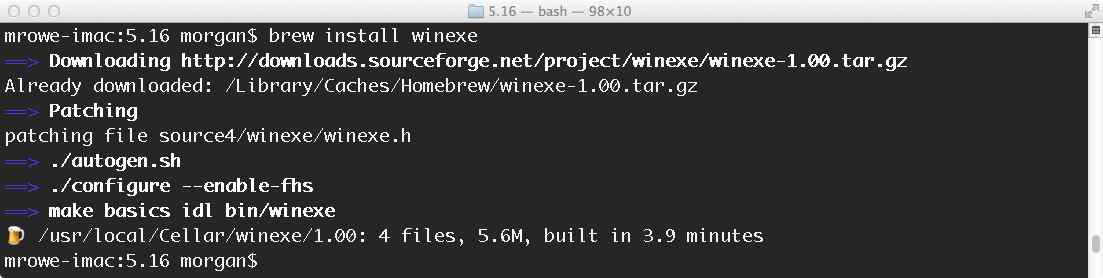 5.16 — bash — 98×10
mrowe-imac:5.16 morgan$ brew install winexe
==> Downloading http://downloads.sourceforge.net/project/winexe/winexe-1.00.tar.gz
Already downloaded: /Library/Caches/Homebrew/winexe-1.00.tar.gz
==> Patching
patching file source4/winexe/winexe.h
==> ./autogen.sh
==> ./configure --enable-fhs
==> make basics idl bin/winexe
🍺 /usr/local/Cellar/winexe/1.00: 4 files, 5.6M, built in 3.9 minutes
mrowe-imac:5.16 morgan$